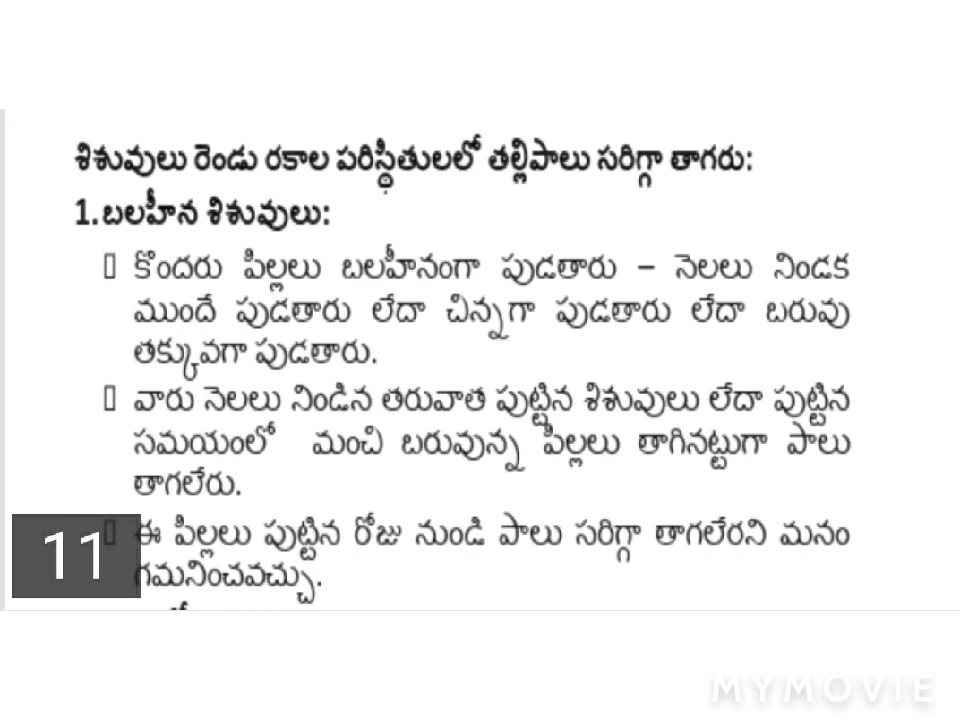 శిశువులు రెండు రకాల పరిస్థితులలో తల్లిపాలు సరిగ్గా తాగరు:
1.బలహీన శిశువులు:
కొందరు పిల్లలు బలహీనంగా పుడతారు – నెలలు నిండక
ముందే పుడతారు లేదా చిన్నగా పుడతారు లేదా బరువు
తక్కువగా పుడతారు.
వారు నెలలు నిండిన తరువాత పుట్టిన శిశువులు లేదా పుట్టిన
సమయంలో మంచి బరువున్న పిల్లలు తాగినట్టుగా పాలు
తాగలేరు.
ఈ పిల్లలు పుట్టిన రోజు నుండి పాలు సరిగ్గా తాగలేరని మనం
11 గమనించవచ్చు.
MYMOVIE